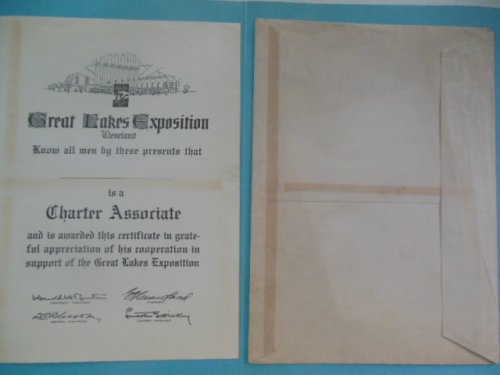 Great Lakes Exposition
Cleveland
Know all men by these presents that
is a
Charter Associate
and is awarded this certificate in grate-
ful appreciation of his cooperation in
support of the Great Lakes Exposition